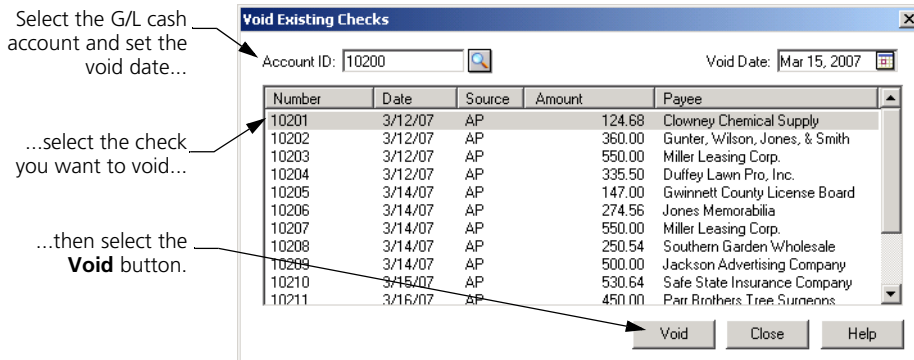 Select the G/L cash
account and set the
void date...
...select the check
you want to void...
...then select the
Void button.
Void Existing Checks
Account ID: 10200
Void Date: Mar 15, 2007
Number Date Source Amount Payee
10201 3/12/07 AP 124.68 Clowney Chemical Supply
10202 3/12/07 AP 360.00 Gunter, Wilson, Jones, & Smith
10203 3/12/07 AP 550.00 Miller Leasing Corp.
10204 3/12/07 AP 335.50 Duffey Lawn Pro, Inc.
10205 3/14/07 AP 147.00 Gwinnett County License Board
10206 3/14/07 AP 274.56 Jones Memorabilia
10207 3/14/07 AP 550.00 Miller Leasing Corp.
10208 3/14/07 AP 250.54 Southern Garden Wholesale
10209 3/14/07 AP 500.00 Jackson Advertising Company
10210 3/15/07 AP 530.64 Safe State Insurance Company
10211 3/16/07 AP 450.00 Parr Brothers Tree Surgeons
Void Close Help